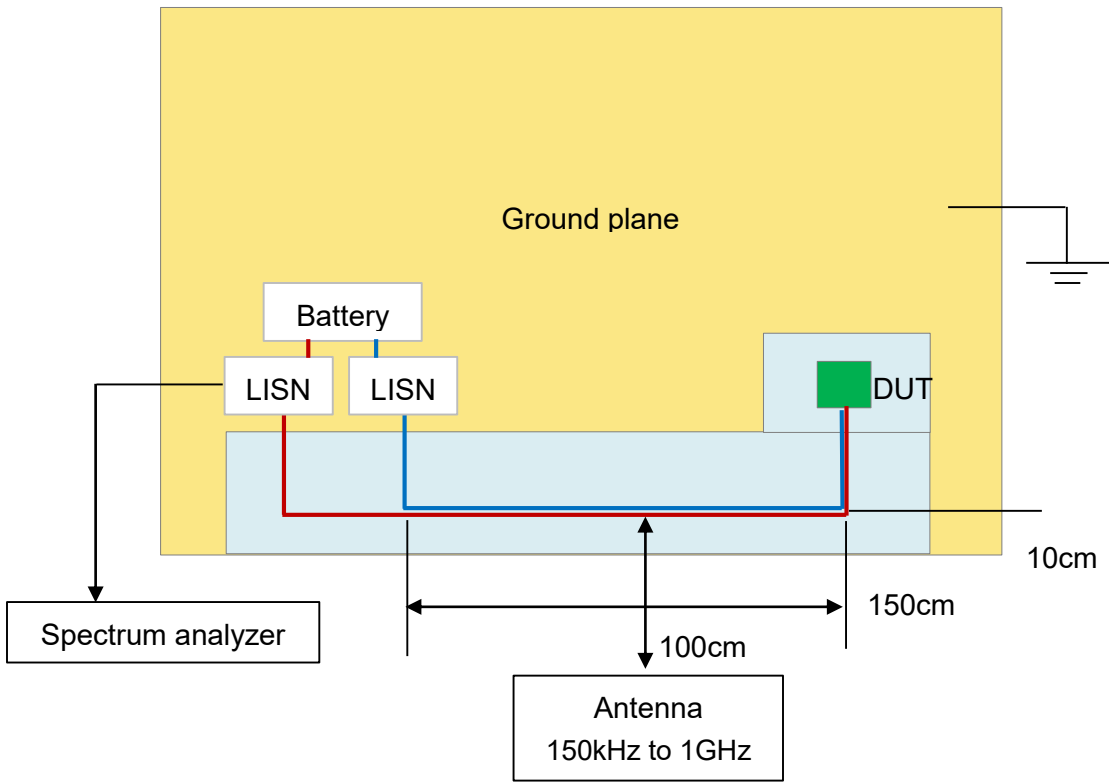 Ground plane
Battery
LISN
LISN
DUT
10cm
150cm
Spectrum analyzer
100cm
Antenna
150kHz to 1GHz